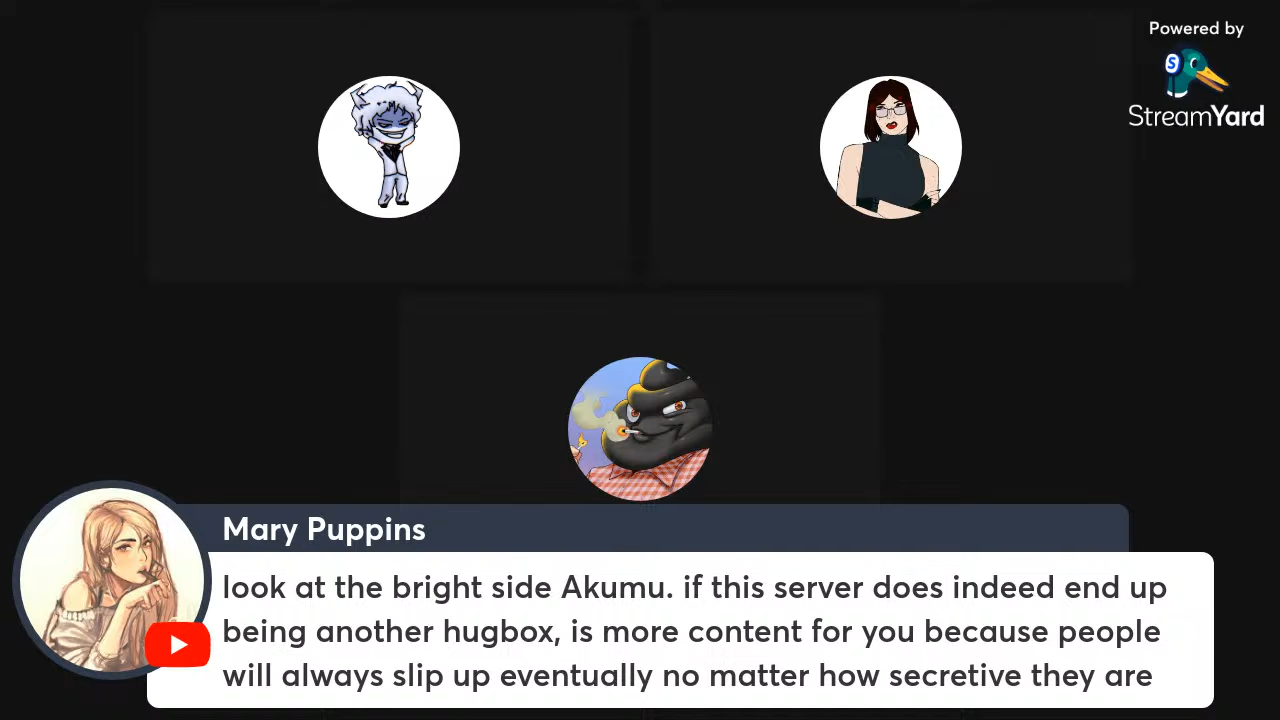 Powered by
S
StreamYard
Mary Puppins
look at the bright side Akumu. if this server does indeed end up
being another hugbox, is more content for you because people
will always slip up eventually no matter how secretive they are